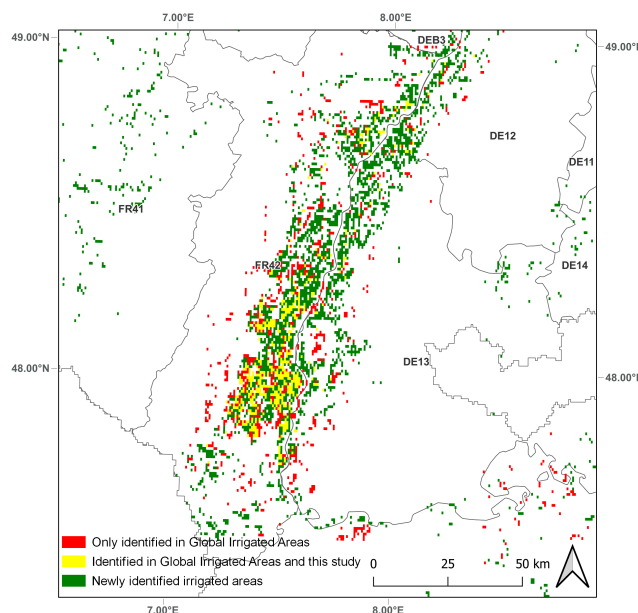 7.00°E 8.00°E
49.00°N DEB3 49.00°N
DE12
DE11
FR41
FR42 DE14
48.00°N DE13 48.00°N
Only identified in Global Irrigated Areas
Identified in Global Irrigated Areas and this study 0 25 50 km
Newly identified irrigated areas
7.00°E 8.00°E